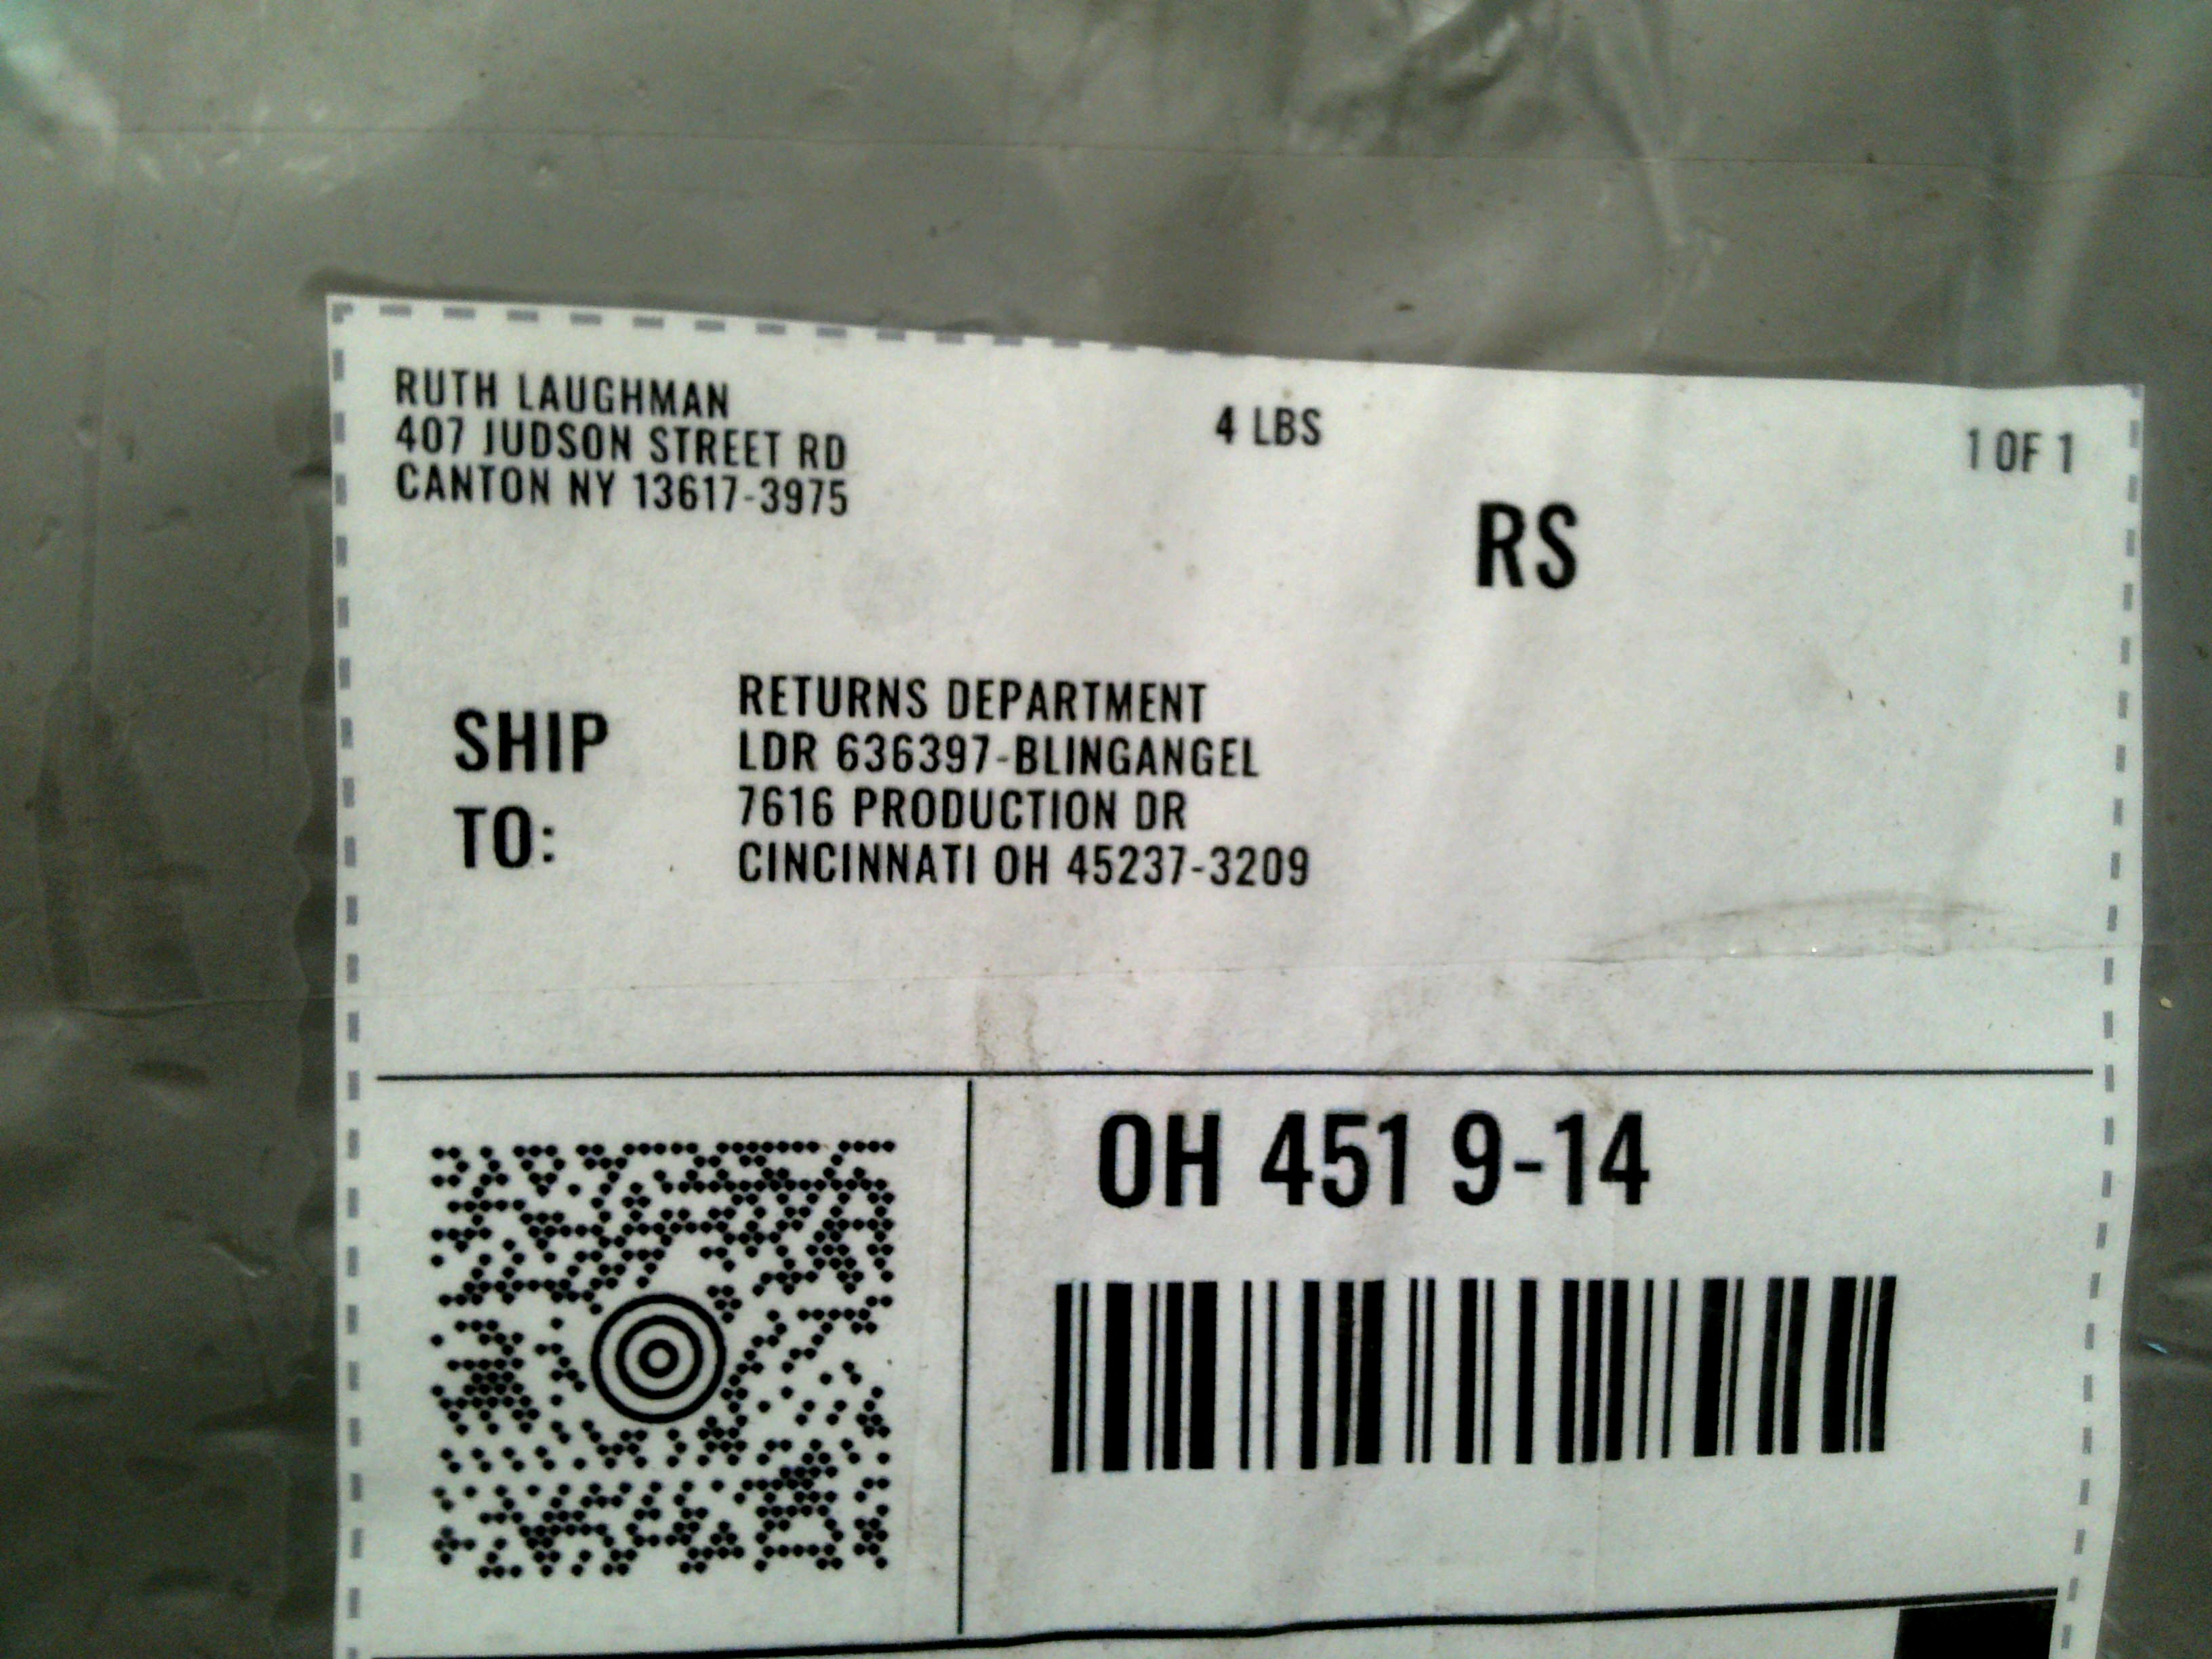 RUTH LAUGHMAN
407 JUDSON STREET RD
CANTON NY 13617-3975
4 LBS
1 OF 1
RS
SHIP
TO:
RETURNS DEPARTMENT
LDR 636397-BLINGANGEL
7616 PRODUCTION DR
CINCINNATI OH 45237-3209
OH 451 9-14